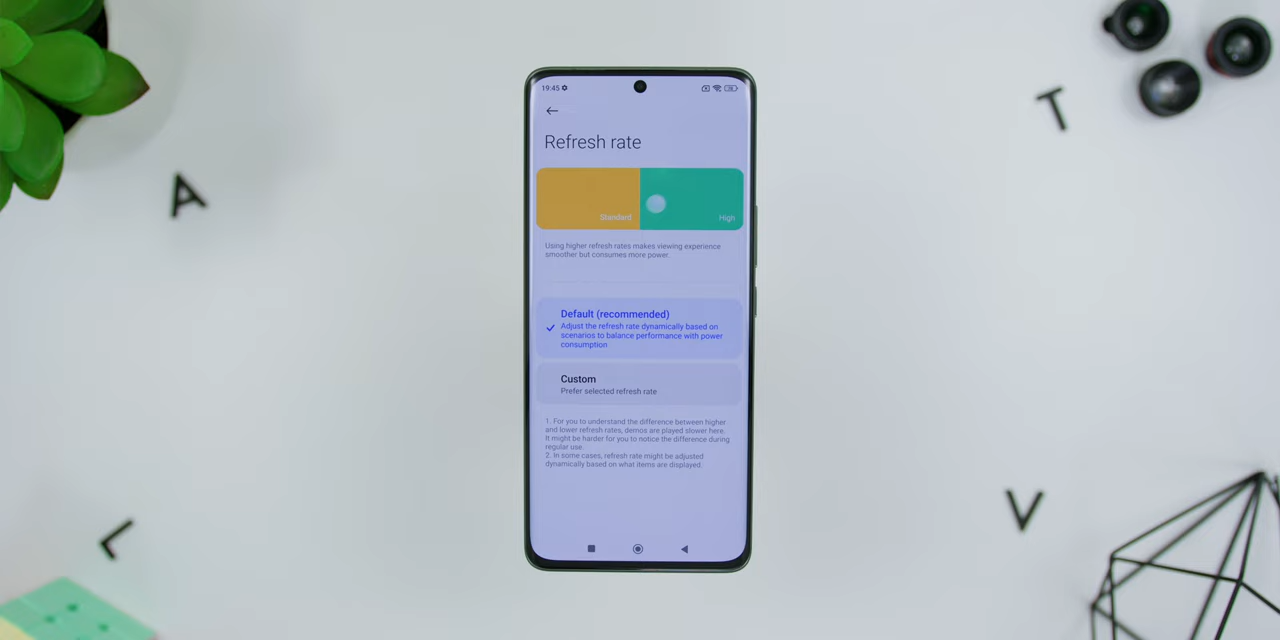 19:45
Refresh rate
Standard
High
Using higher refresh rates makes viewing experience
smoother but consumes more power.
Default (recommended)
Adjust the refresh rate dynamically based on
scenarios to balance performance with power
consumption
Custom
Prefer selected refresh rate
1. For you to understand the difference between higher
and lower refresh rates, demos are played slower here.
It might be harder for you to notice the difference during
regular use.
2. In some cases, refresh rate might be adjusted
dynamically based on what items are displayed.
A
T
L
V